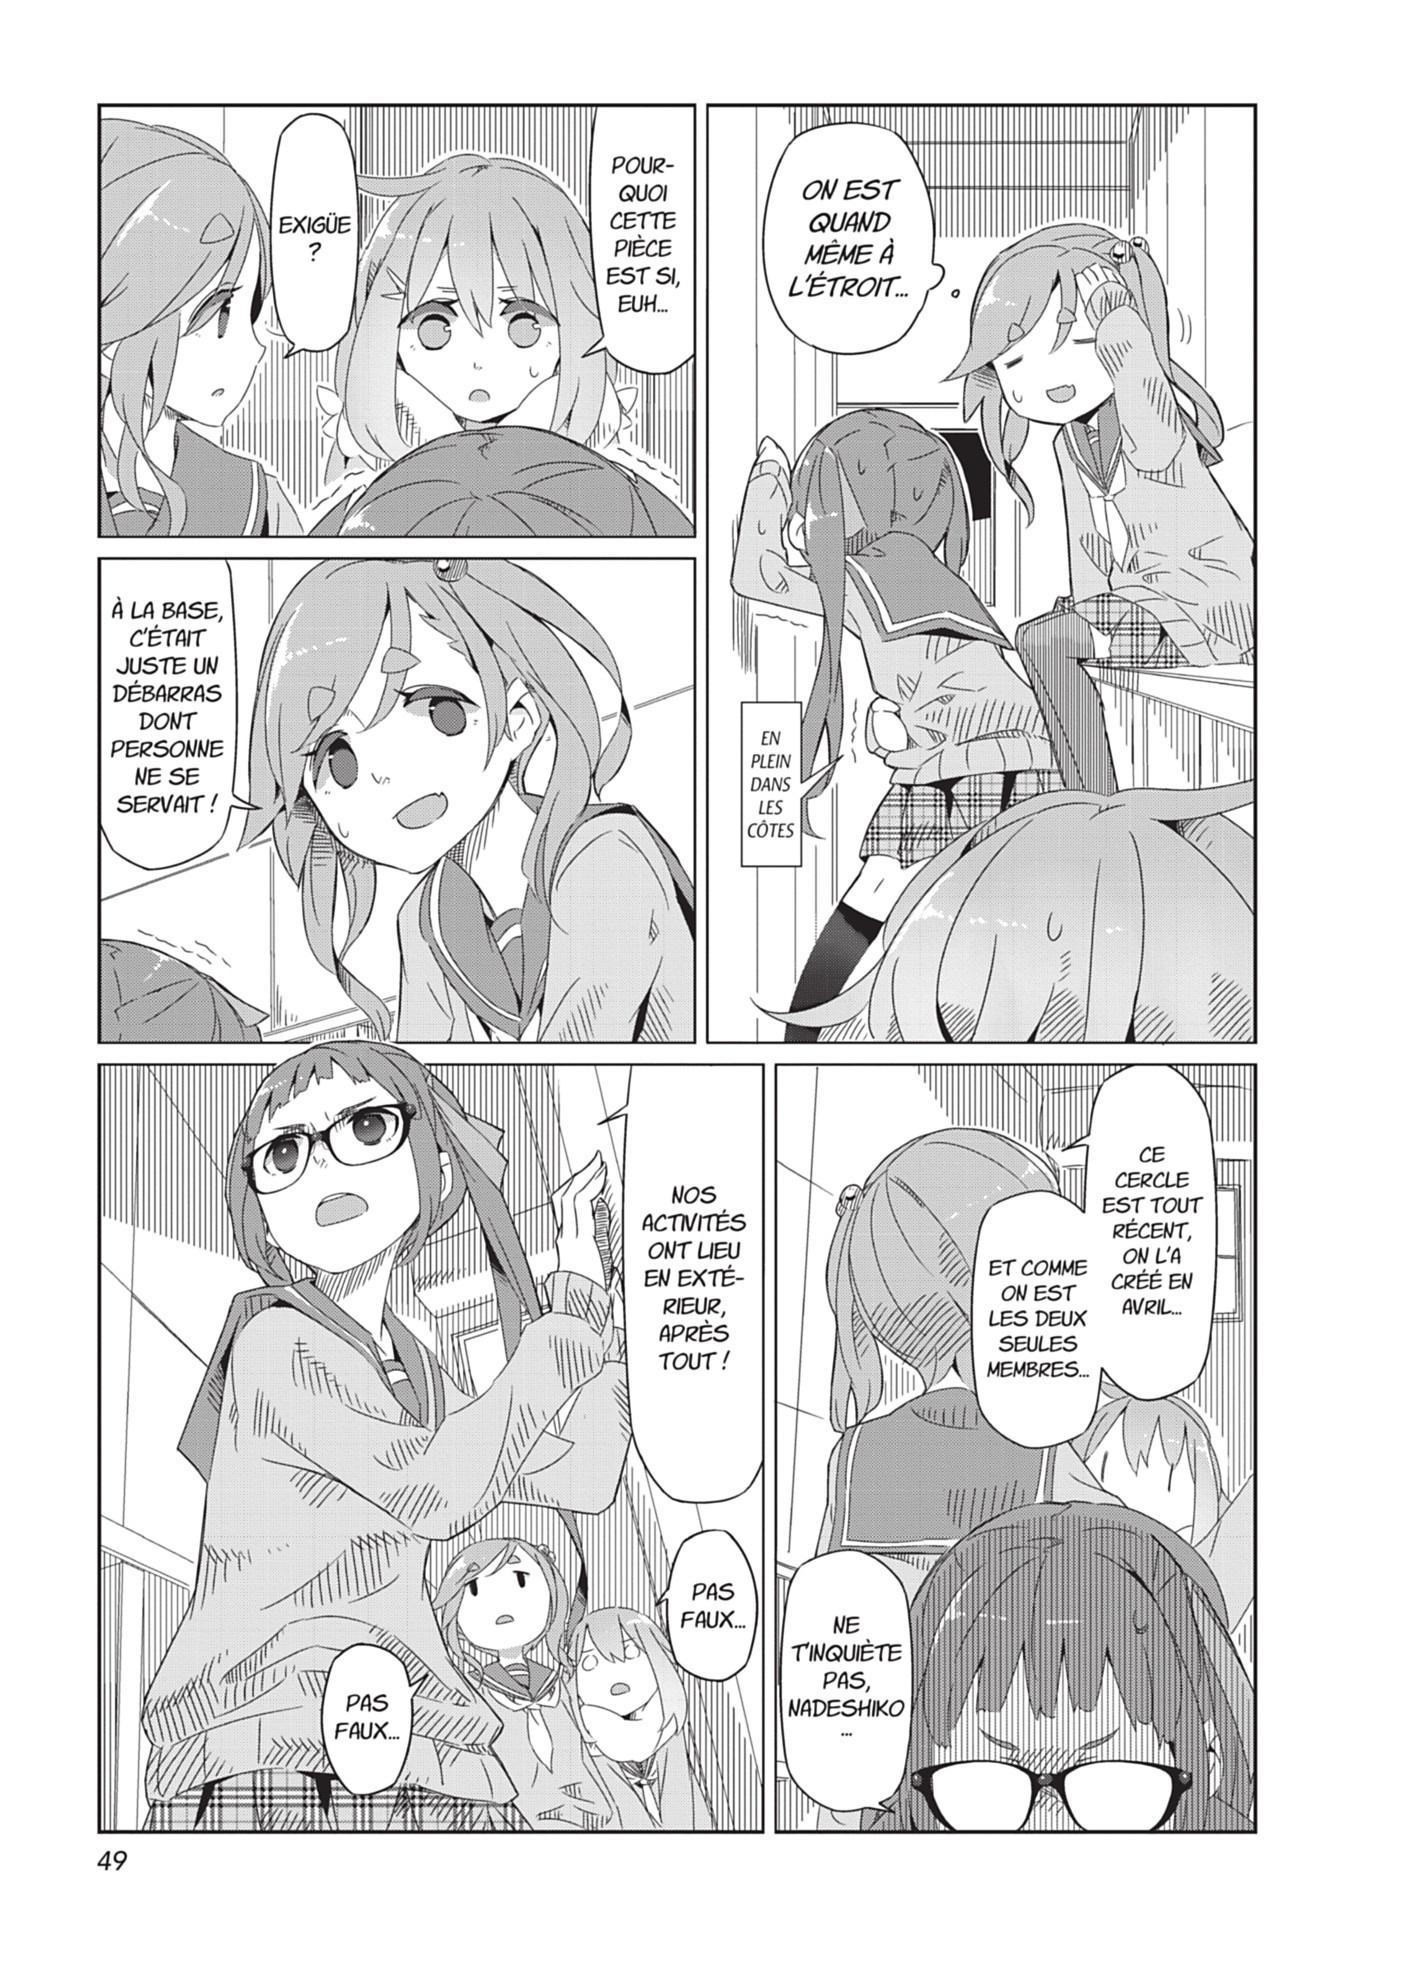 ON EST
QUAND
MÊME À
L'ÉTROIT...
EN
PLEIN
DANS
LES
CÔTES
POUR-
QUOI
CETTE
PIÈCE
EST SI,
EUH...
EXIGÜE
?
À LA BASE,
C'ÉTAIT
JUSTE UN
DÉBARRAS
DONT
PERSONNE
NE SE
SERVAIT !
CE
CERCLE
EST TOUT
RÉCENT,
ON L'A
CRÉÉ EN
AVRIL...
ET COMME
ON EST
LES DEUX
SEULES
MEMBRES...
NE
T'INQUIÈTE
PAS,
NADESHIKO
...
NOS
ACTIVITÉS
ONT LIEU
EN EXTÉ-
RIEUR,
APRÈS
TOUT !
PAS
FAUX...
PAS
FAUX...
49